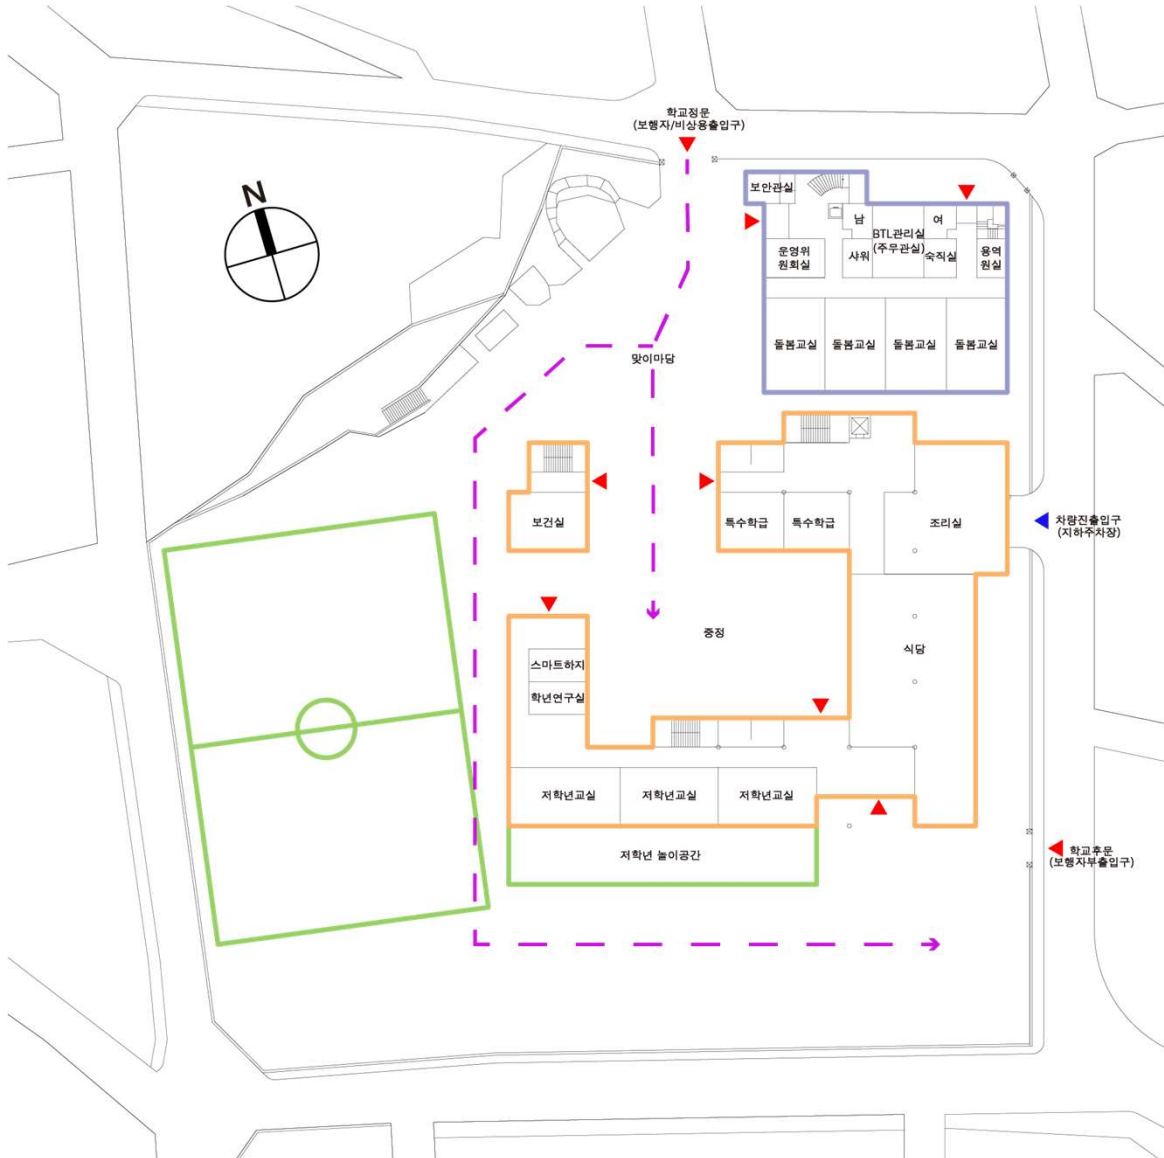 학교정문
(보행자/비상용출입구)
N
보안관실
남
여
BTL관리실
(주무관실)
운영위
원회실
샤워
숙직실
용역
원실
돌봄교실
돌봄교실
돌봄교실
돌봄교실
맞이마당
보건실
특수학급
특수학급
조리실
차량진출입구
(지하주차장)
중정
식당
스마트하지
학년연구실
저학년교실
저학년교실
저학년교실
저학년 놀이공간
학교후문
(보행자부출입구)